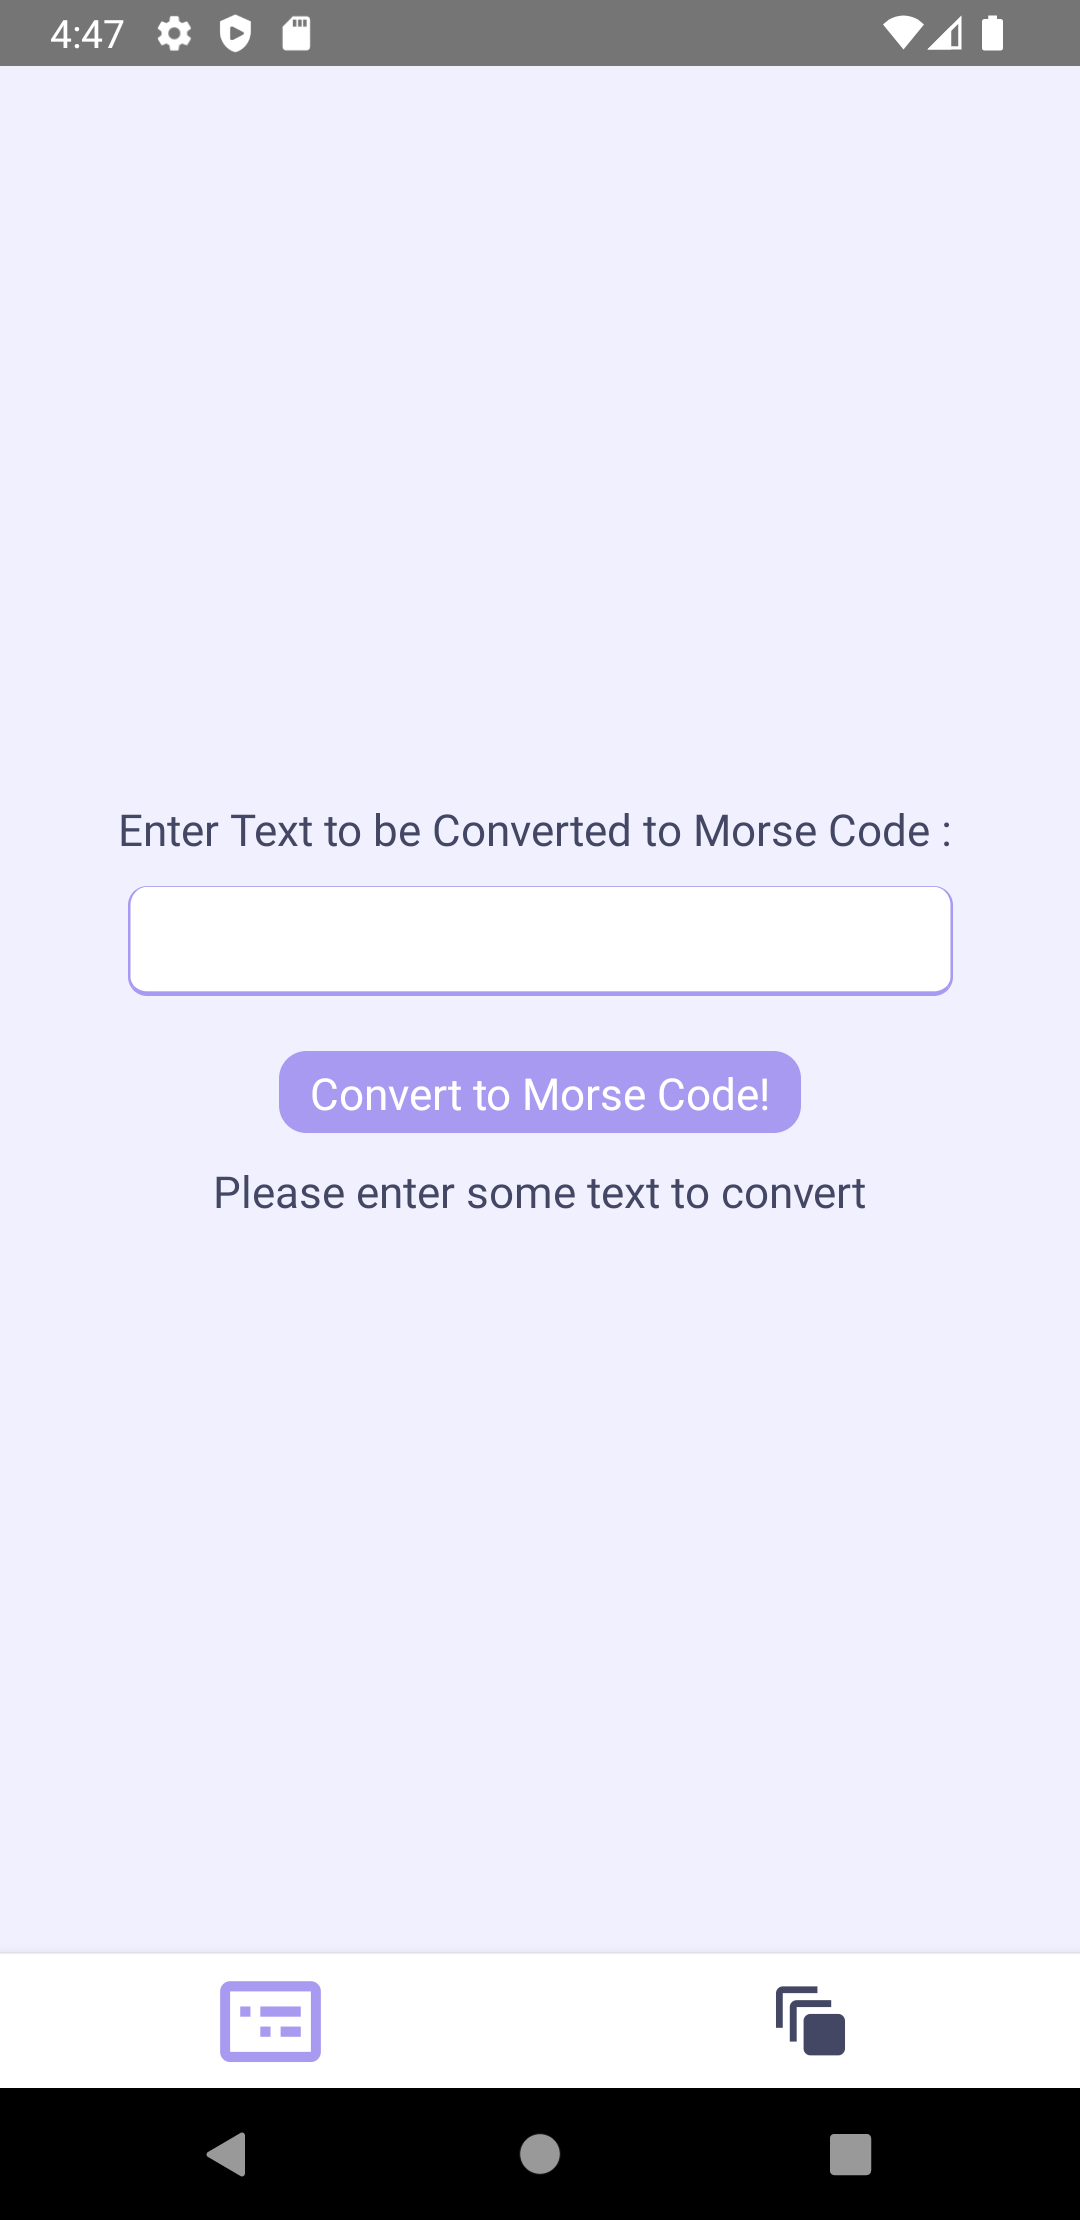 4:47
Enter Text to be Converted to Morse Code :
Convert to Morse Code!
Please enter some text to convert